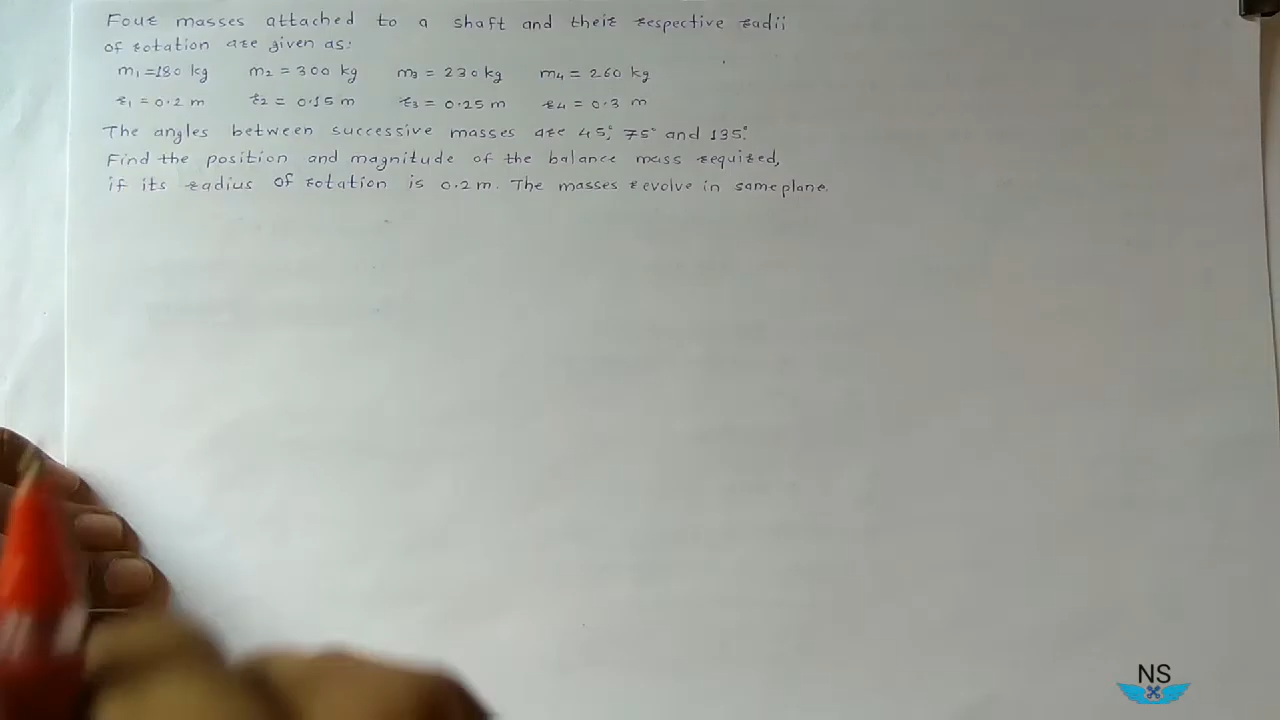 Four masses attached to a shaft and their respective radii
of rotation are given as:
m₁ = 180 kg m₂ = 300 kg m₃ = 230 kg m₄ = 260 kg
r₁ = 0.2 m r₂ = 0.15 m r₃ = 0.25 m r₄ = 0.3 m
The angles between successive masses are 45°, 75° and 135°.
Find the position and magnitude of the balance mass required,
if its radius of rotation is 0.2 m. The masses revolve in same plane.
NS